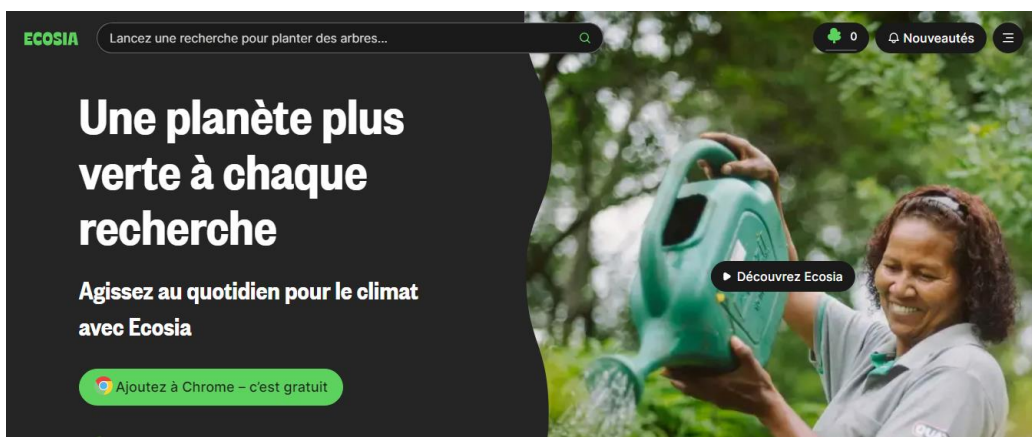 ECOSIA
Lancez une recherche pour planter des arbres...
0
Nouveautés
Une planète plus
verte à chaque
recherche
Agissez au quotidien pour le climat
avec Ecosia
Découvrez Ecosia
Ajoutez à Chrome – c'est gratuit